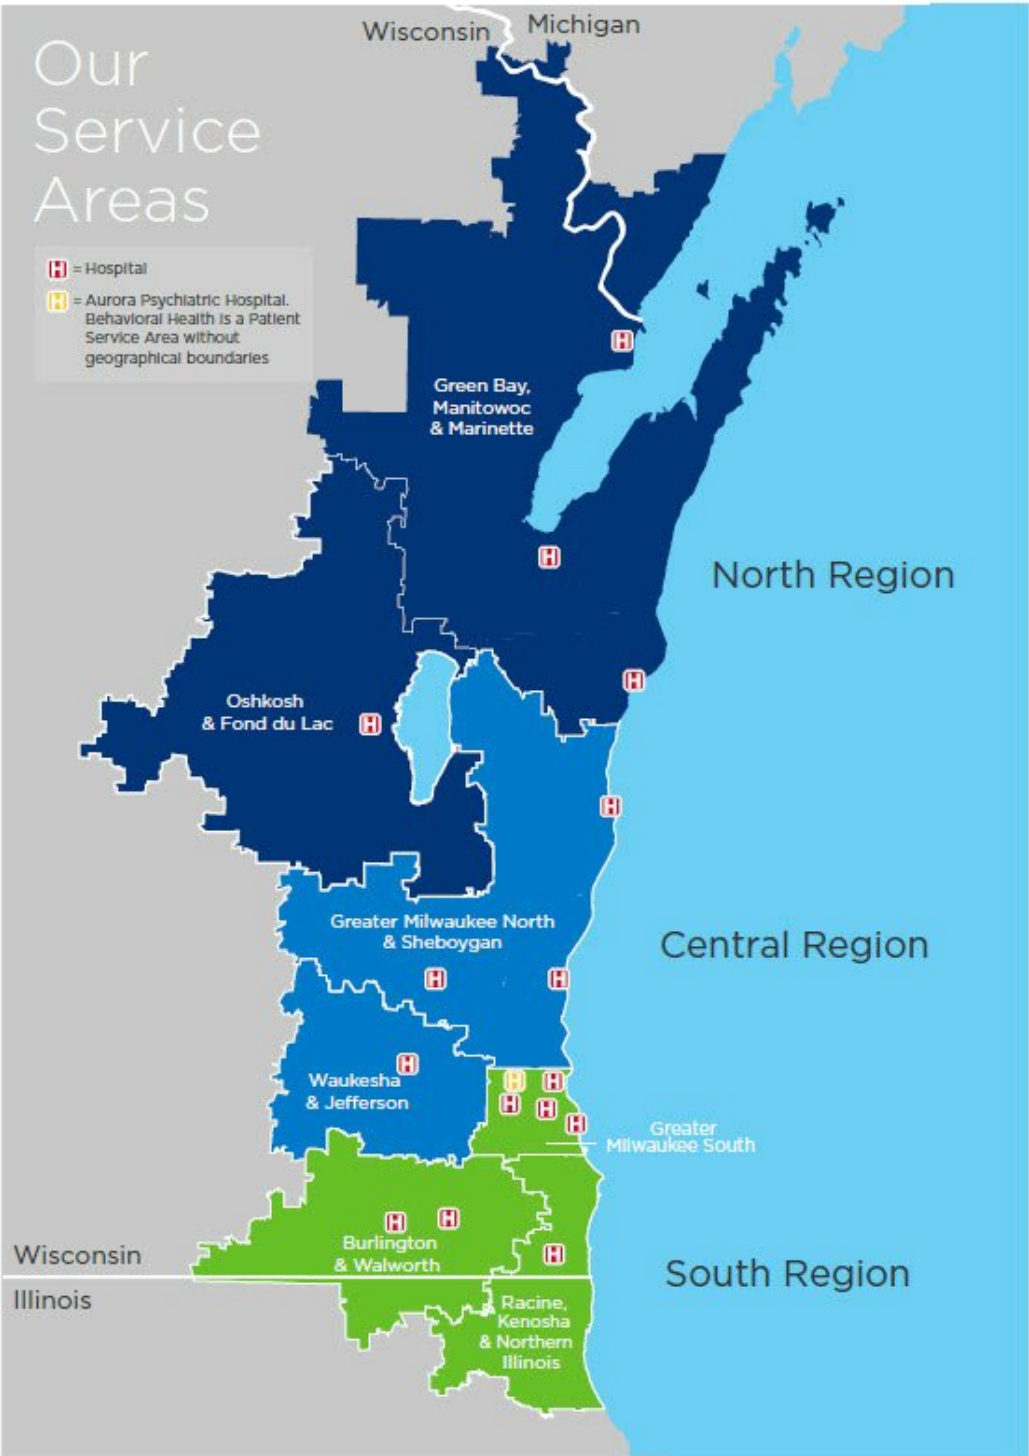 Wisconsin
Michigan
Our
Service
Areas
H = Hospital
H = Aurora Psychiatric Hospital.
Behavioral Health is a Patient
Service Area without
geographical boundaries
H
Green Bay,
Manitowoc
& Marinette
H
North Region
H
Oshkosh
& Fond du Lac
H
H
Greater Milwaukee North
& Sheboygan
Central Region
H
H
H
Waukesha
& Jefferson
H
H
H
H
H
Greater
Milwaukee South
H
H
Burlington
& Walworth
H
Wisconsin
South Region
Illinois
Racine,
Kenosha
& Northern
Illinois